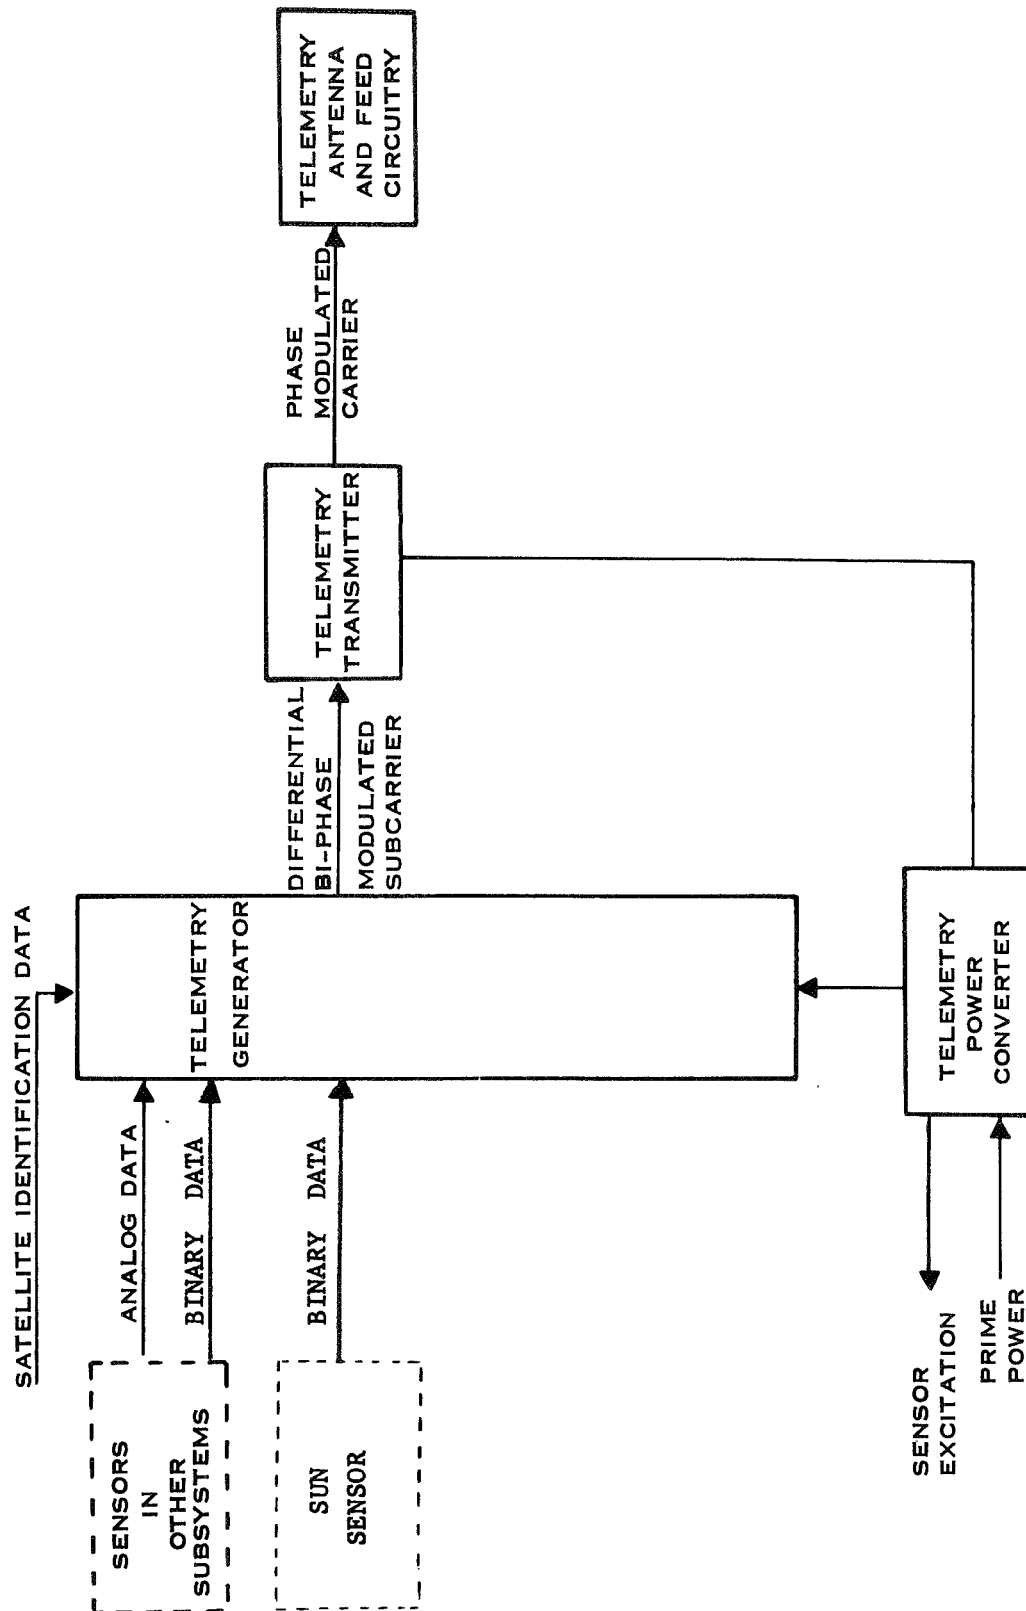 SATELLITE IDENTIFICATION DATA
SENSORS
IN
OTHER
SUBSYSTEMS
ANALOG DATA
BINARY DATA
SUN
SENSOR
BINARY DATA
TELEMETRY
GENERATOR
DIFFERENTIAL
BI-PHASE
MODULATED
SUBCARRIER
TELEMETRY
TRANSMITTER
PHASE
MODULATED
CARRIER
TELEMETRY
ANTENNA
AND FEED
CIRCUITRY
SENSOR
EXCITATION
PRIME
POWER
TELEMETRY
POWER
CONVERTER